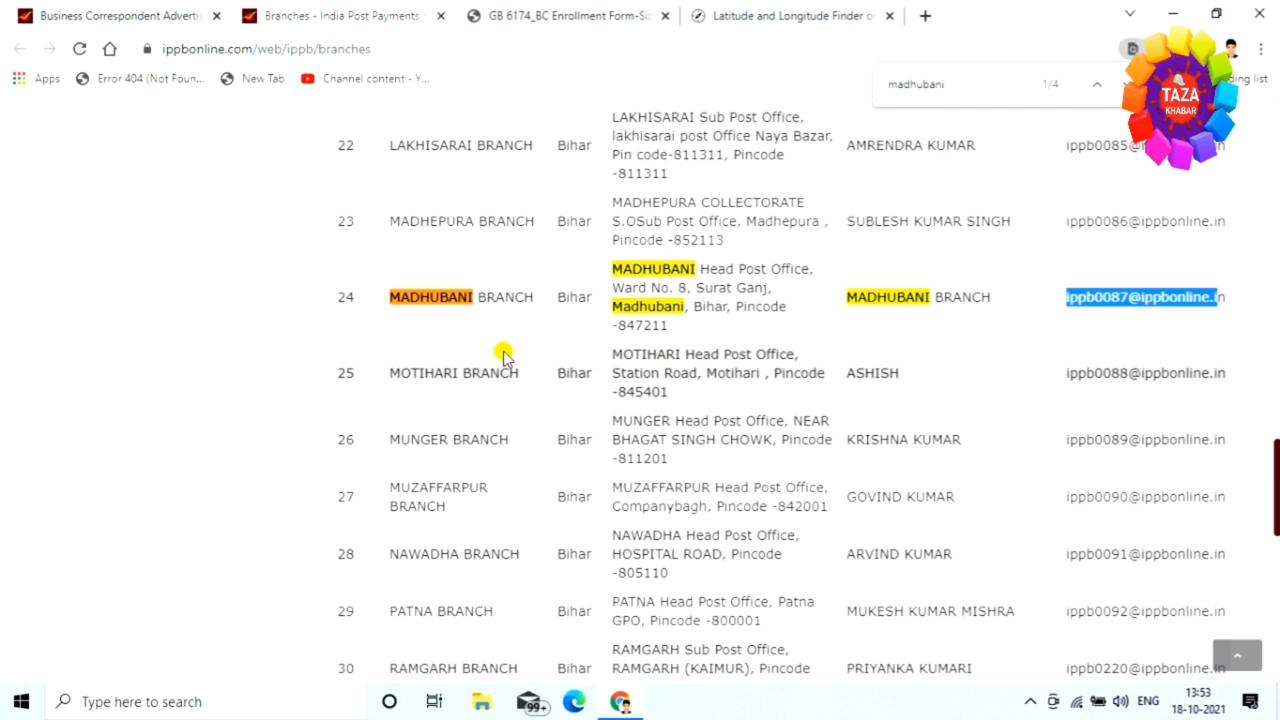 Business Correspondent Adverti
Branches - India Post Payments
GB 6174_BC Enrollment Form-Si
Latitude and Longitude Finder o
ippbonline.com/web/ippb/branches
Apps
Error 404 (Not Foun...
New Tab
Channel content - Y...
ding list
madhubani
1/4
TAZA
KHABAR
22
LAKHISARAI BRANCH
Bihar
LAKHISARAI Sub Post Office,
lakhisarai post Office Naya Bazar,
Pin code-811311, Pincode
-811311
AMRENDRA KUMAR
ippb0085@
23
MADHEPURA BRANCH
Bihar
MADHEPURA COLLECTORATE
S.OSub Post Office, Madhepura ,
Pincode -852113
SUBLESH KUMAR SINGH
ippb0086@ippbonline.in
24
MADHUBANI BRANCH
Bihar
MADHUBANI Head Post Office,
Ward No. 8, Surat Ganj,
Madhubani, Bihar, Pincode
-847211
MADHUBANI BRANCH
ippb0087@ippbonline.in
25
MOTIHARI BRANCH
Bihar
MOTIHARI Head Post Office,
Station Road, Motihari , Pincode
-845401
ASHISH
ippb0088@ippbonline.in
26
MUNGER BRANCH
Bihar
MUNGER Head Post Office, NEAR
BHAGAT SINGH CHOWK, Pincode
-811201
KRISHNA KUMAR
ippb0089@ippbonline.in
27
MUZAFFARPUR
BRANCH
Bihar
MUZAFFARPUR Head Post Office,
Companybagh, Pincode -842001
GOVIND KUMAR
ippb0090@ippbonline.in
28
NAWADHA BRANCH
Bihar
NAWADHA Head Post Office,
HOSPITAL ROAD, Pincode
-805110
ARVIND KUMAR
ippb0091@ippbonline.in
29
PATNA BRANCH
Bihar
PATNA Head Post Office, Patna
GPO, Pincode -800001
MUKESH KUMAR MISHRA
ippb0092@ippbonline.in
30
RAMGARH BRANCH
Bihar
RAMGARH Sub Post Office,
RAMGARH (KAIMUR), Pincode
PRIYANKA KUMARI
ippb0220@ippbonline.in
Type here to search
99+
ENG
13:53
18-10-2021